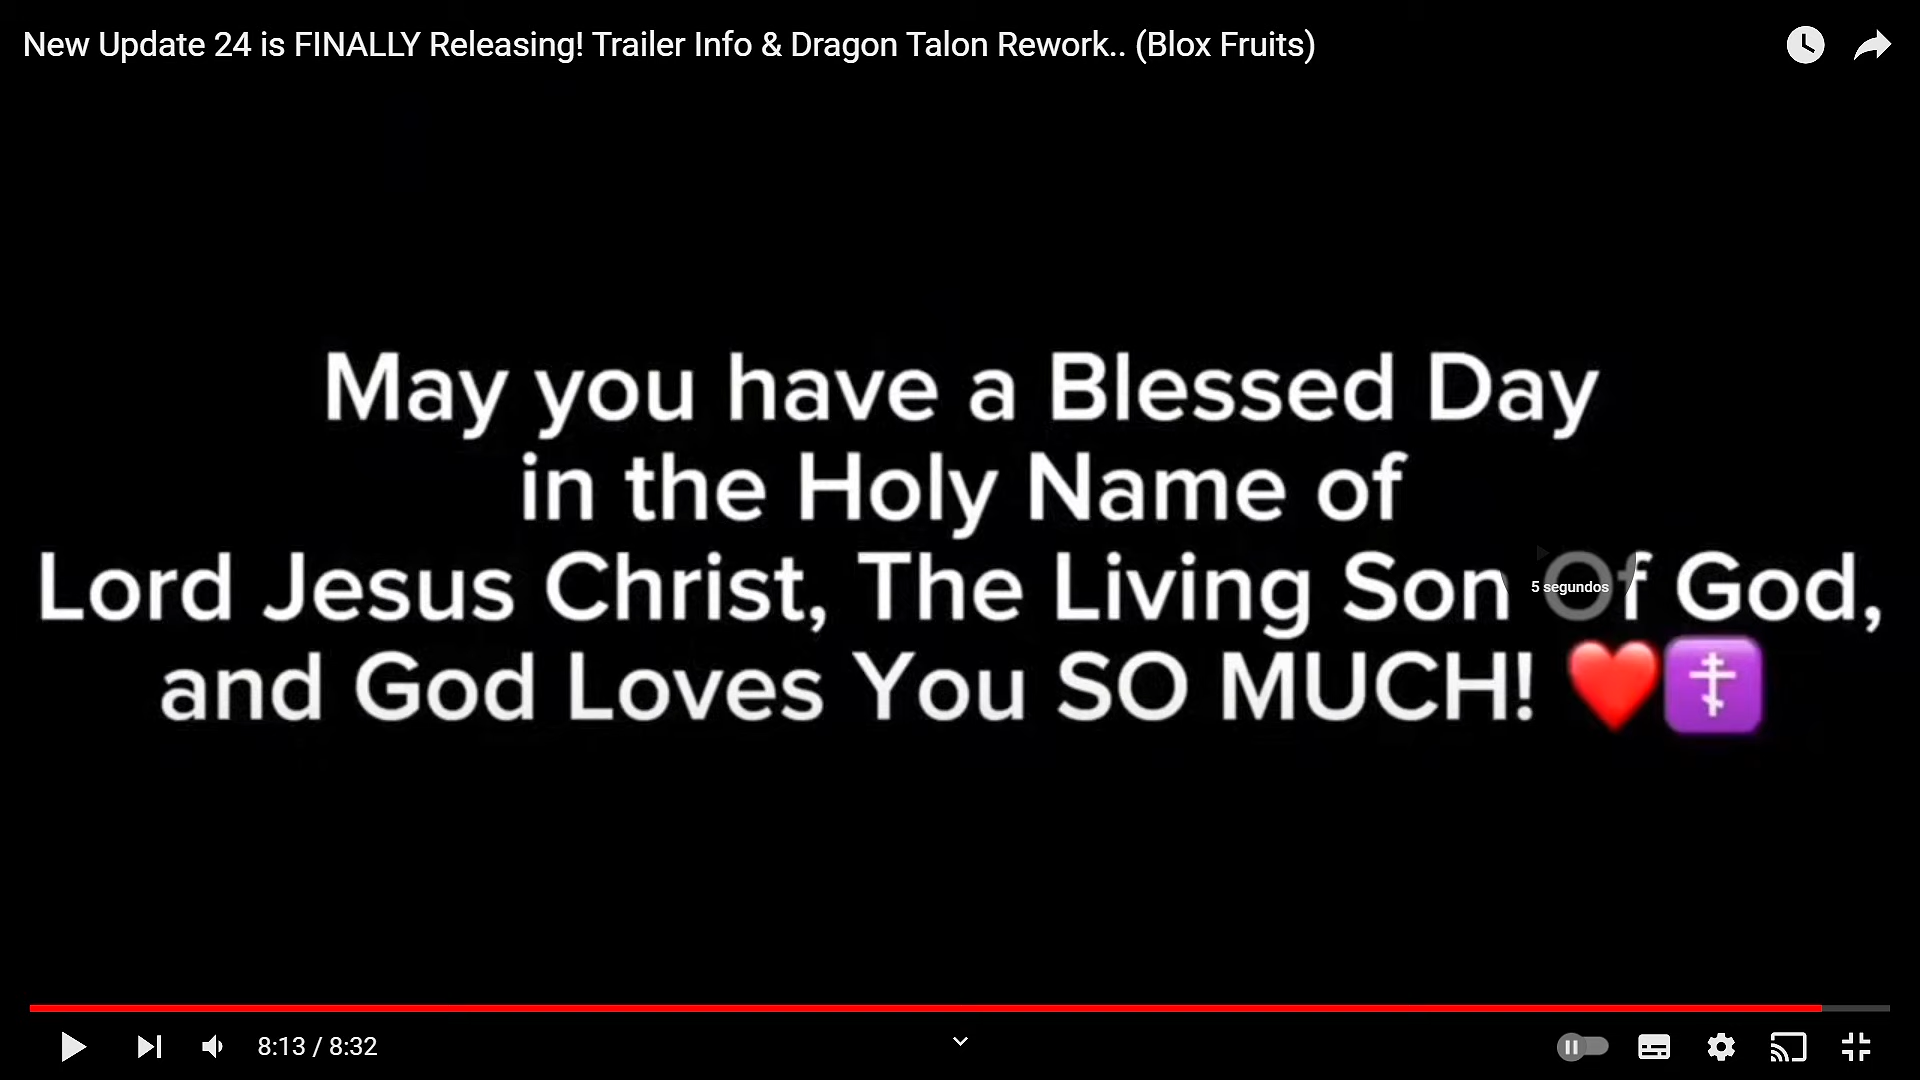 New Update 24 is FINALLY Releasing! Trailer Info & Dragon Talon Rework.. (Blox Fruits)
May you have a Blessed Day
in the Holy Name of
Lord Jesus Christ, The Living Son Of God,
5 segundos
and God Loves You SO MUCH! ❤️☦️
8:13 / 8:32